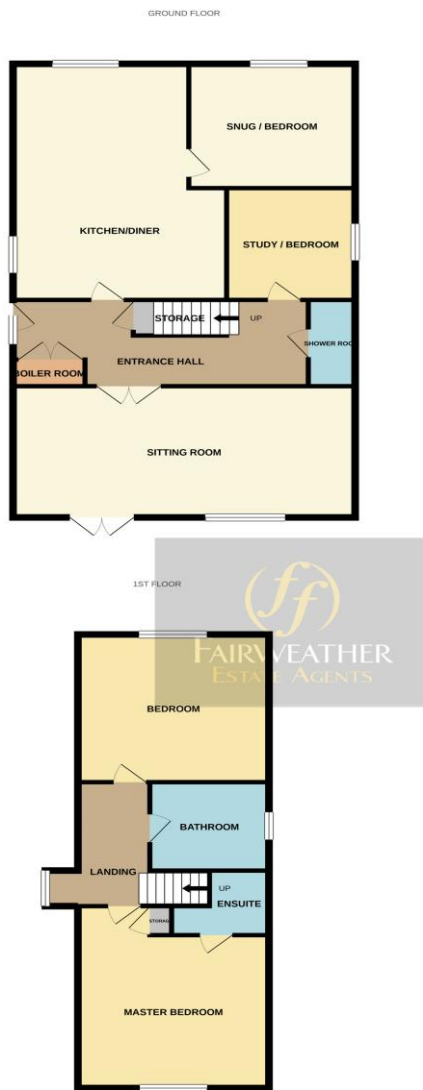 GROUND FLOOR
SNUG / BEDROOM
KITCHEN/DINER
STUDY / BEDROOM
STORAGE
UP
SHOWER ROO
ENTRANCE HALL
BOILER ROOM
SITTING ROOM
1ST FLOOR
ff
FAIRWEATHER
ESTATE AGENTS
BEDROOM
BATHROOM
LANDING
UP
ENSUITE
STORAG
MASTER BEDROOM